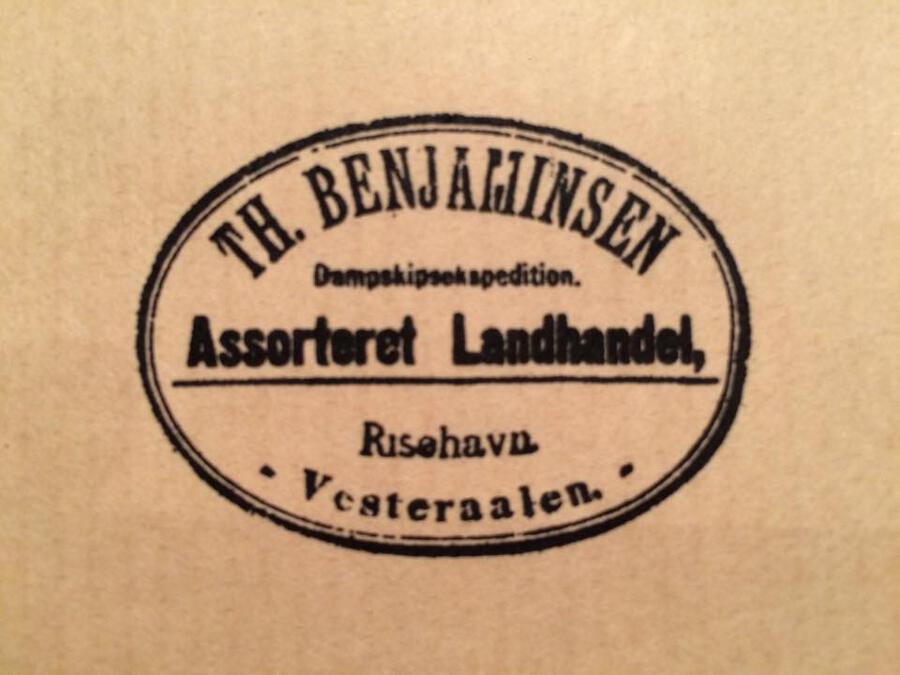 TH. BENJAMINSEN
Dampskipsekspedition.
Assorteret Landhandel,
Risøhavn
- Vesteraalen. -